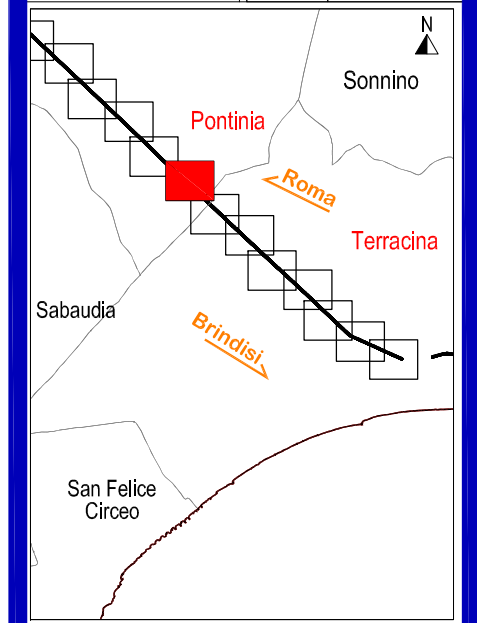 N
Sonnino
Pontinia
Roma
Terracina
Sabaudia
Brindisi
San Felice
Circeo